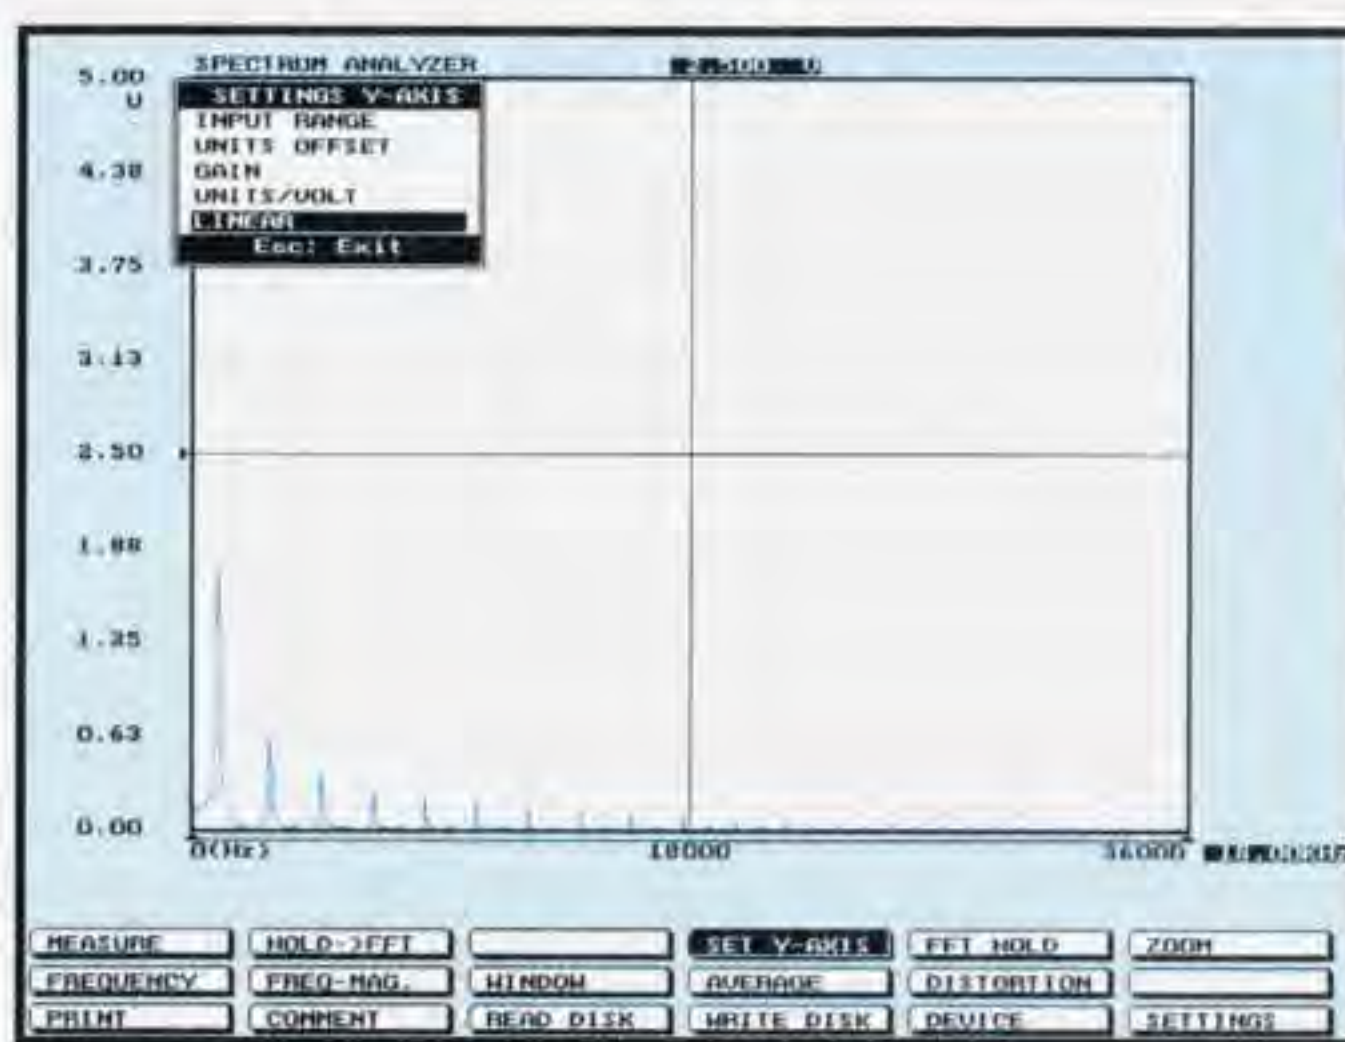 SPECTRUM ANALYZER
5.00
V
SETTINGS Y-AXIS
INPUT RANGE
UNITS OFFSET
GAIN
UNITS/VOLT
LINEAR
Esc: Exit
4.38
3.75
3.13
2.50
1.88
1.25
0.63
0.00
0(Hz)
18000
36000
MEASURE
HOLD->FFT
SET Y-AXIS
FFT HOLD
ZOOM
FREQUENCY
FREQ-MAG.
WINDOW
AVERAGE
DISTORTION
PRINT
COMMENT
READ DISK
WRITE DISK
DEVICE
SETTINGS